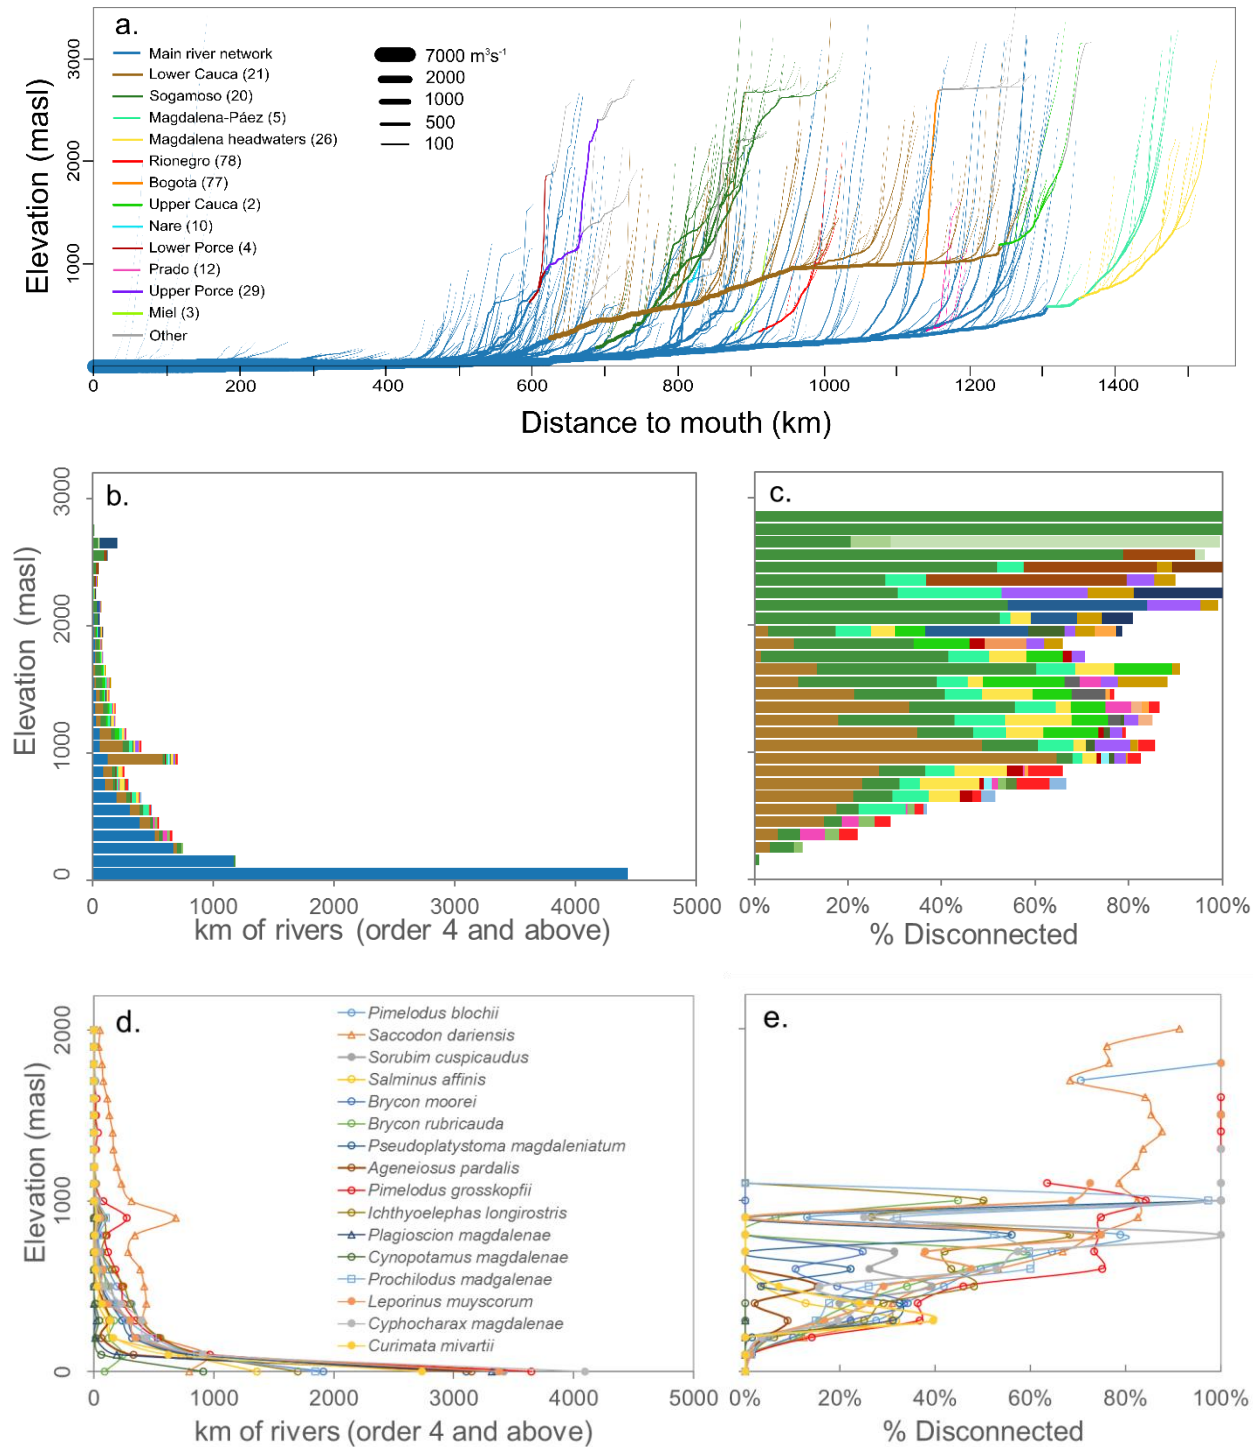 a.
Elevation (masl)
3000
2000
1000
0
Main river network
Lower Cauca (21)
Sogamoso (20)
Magdalena-Páez (5)
Magdalena headwaters (26)
Rionegro (78)
Bogota (77)
Upper Cauca (2)
Nare (10)
Lower Porce (4)
Prado (12)
Upper Porce (29)
Miel (3)
Other
7000 m³s⁻¹
2000
1000
500
100
0 200 400 600 800 1000 1200 1400
Distance to mouth (km)
b.
Elevation (masl)
3000
2000
1000
0
0 1000 2000 3000 4000 5000
km of rivers (order 4 and above)
c.
0% 20% 40% 60% 80% 100%
% Disconnected
d.
Elevation (masl)
2000
1000
0
Pimelodus blochii
Saccodon dariensis
Sorubim cuspicaudus
Salminus affinis
Brycon moorei
Brycon rubricauda
Pseudoplatystoma magdaleniatum
Ageneiosus pardalis
Pimelodus grosskopfii
Ichthyoelephas longirostris
Plagioscion magdalenae
Cynopotamus magdalenae
Prochilodus madgalenae
Leporinus muyscorum
Cyphocharax magdalenae
Curimata mivartii
0 1000 2000 3000 4000 5000
km of rivers (order 4 and above)
e.
0% 20% 40% 60% 80% 100%
% Disconnected